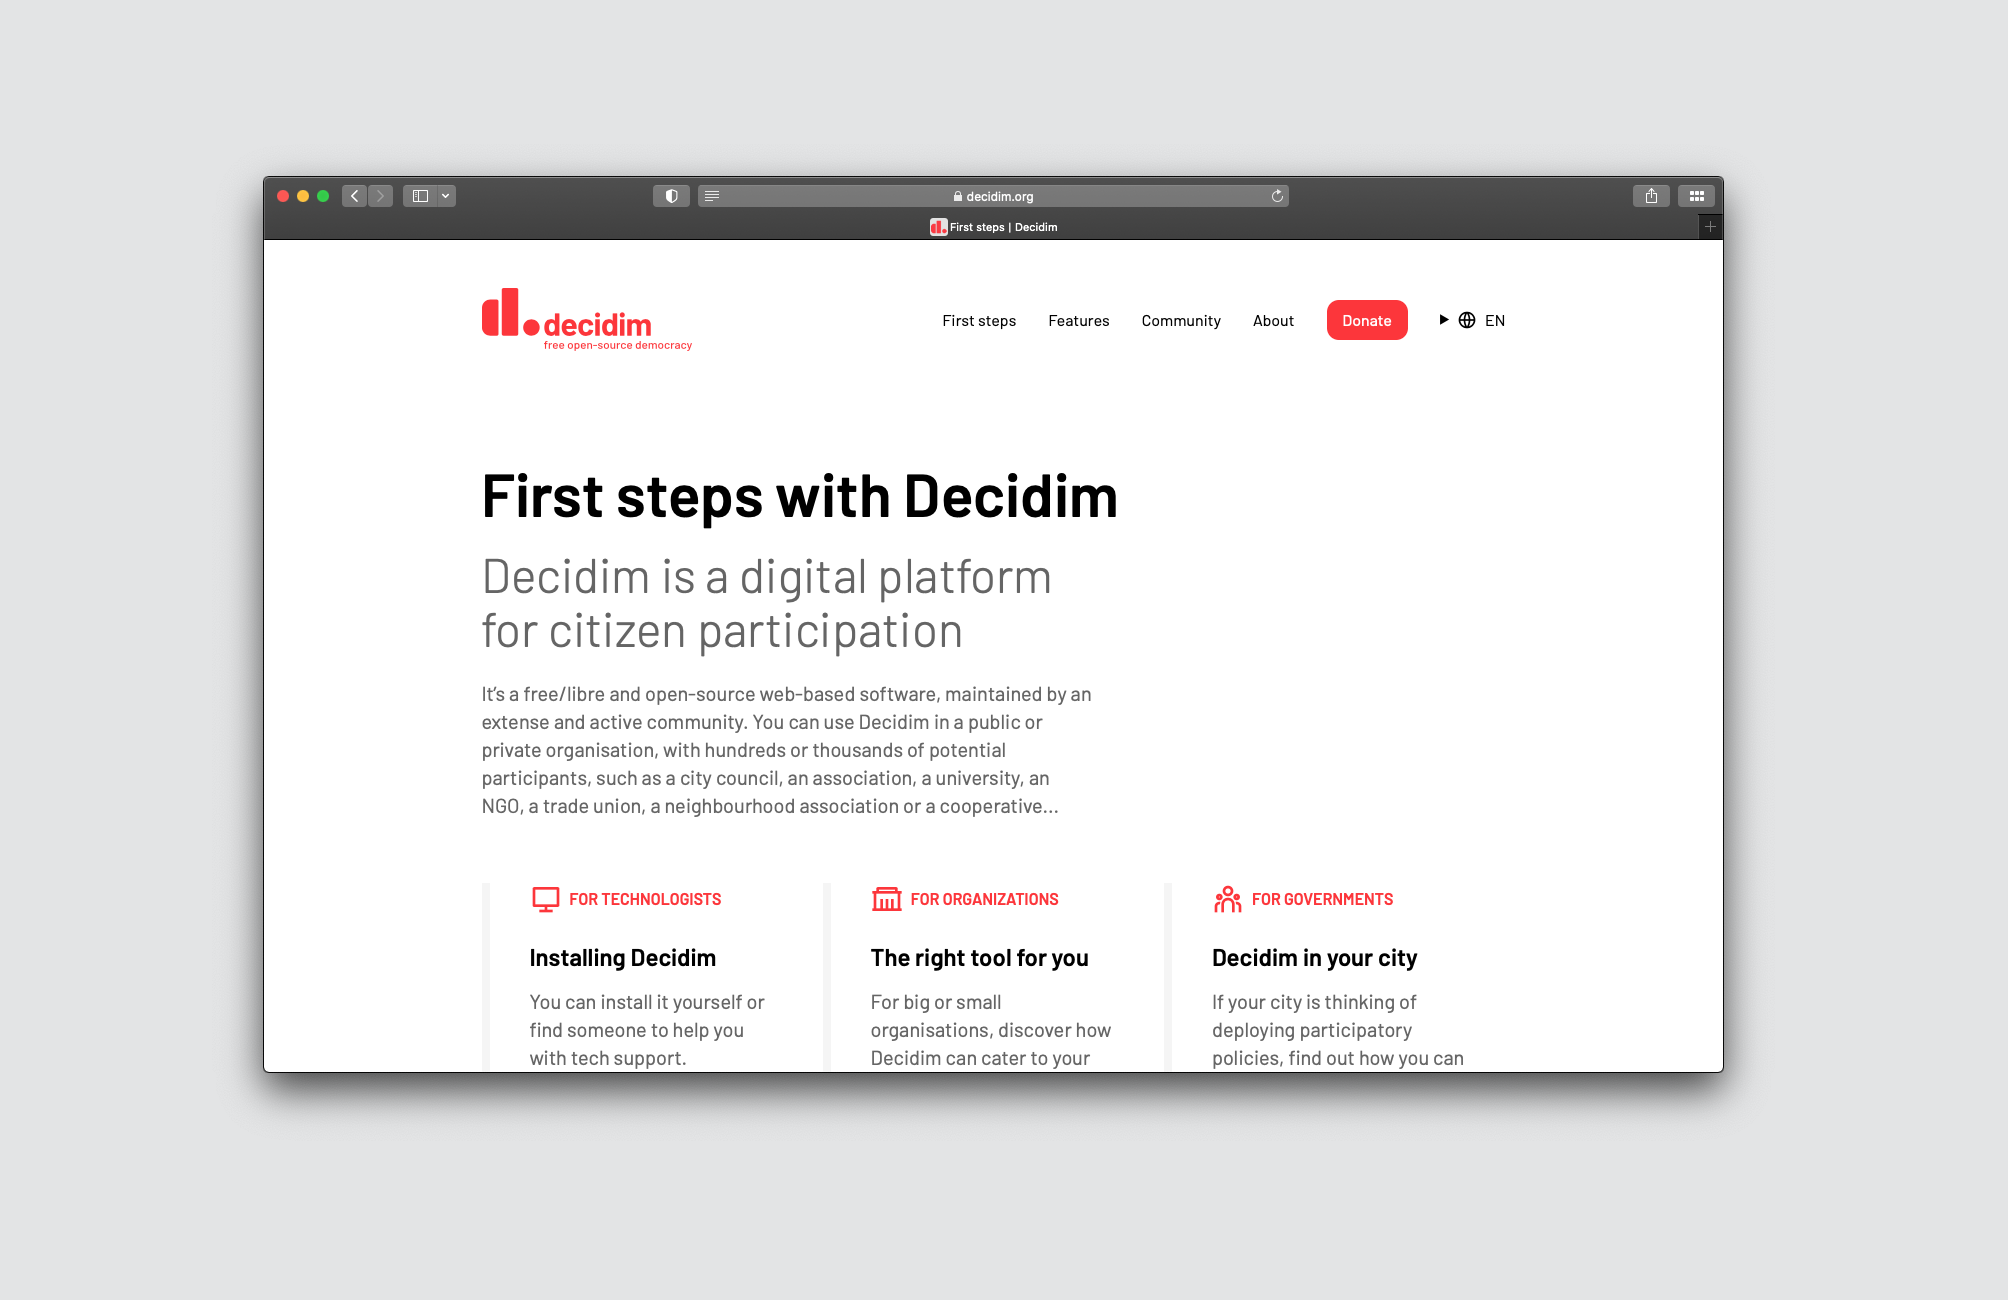 decidim.org
First steps | Decidim
decidim
free open-source democracy
First steps
Features
Community
About
Donate
EN
First steps with Decidim
Decidim is a digital platform
for citizen participation
It's a free/libre and open-source web-based software, maintained by an
extense and active community. You can use Decidim in a public or
private organisation, with hundreds or thousands of potential
participants, such as a city council, an association, a university, an
NGO, a trade union, a neighbourhood association or a cooperative...
FOR TECHNOLOGISTS
Installing Decidim
You can install it yourself or
find someone to help you
with tech support.
FOR ORGANIZATIONS
The right tool for you
For big or small
organisations, discover how
Decidim can cater to your
FOR GOVERNMENTS
Decidim in your city
If your city is thinking of
deploying participatory
policies, find out how you can